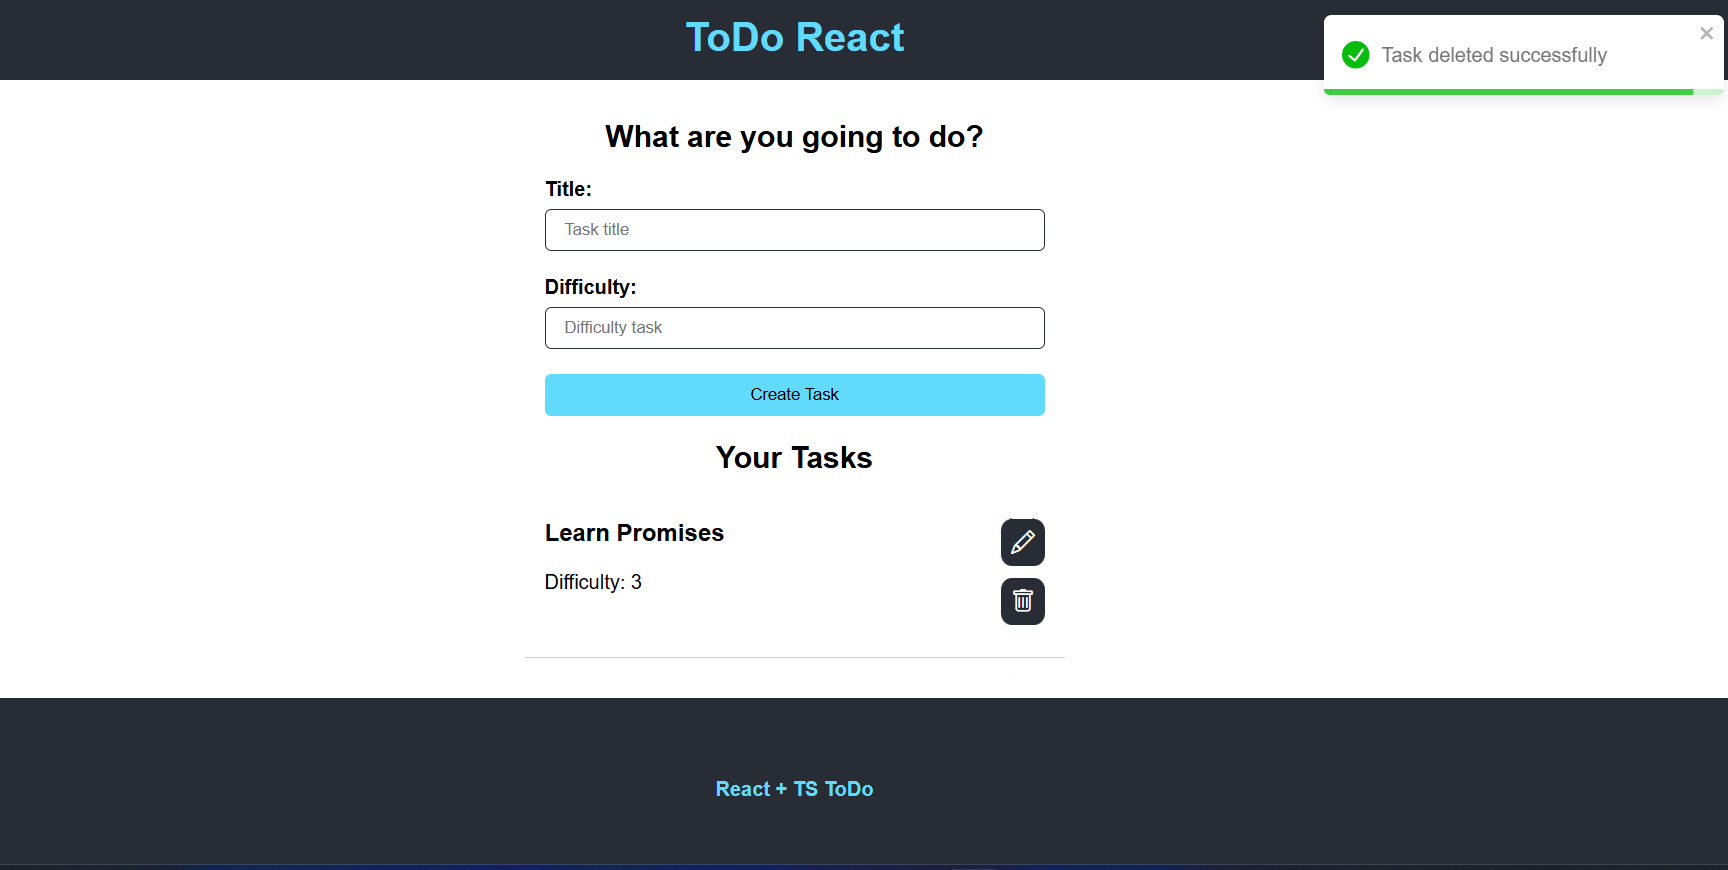 ToDo React
Task deleted successfully
What are you going to do?
Title:
Task title
Difficulty:
Difficulty task
Create Task
Your Tasks
Learn Promises
Difficulty: 3
React + TS ToDo